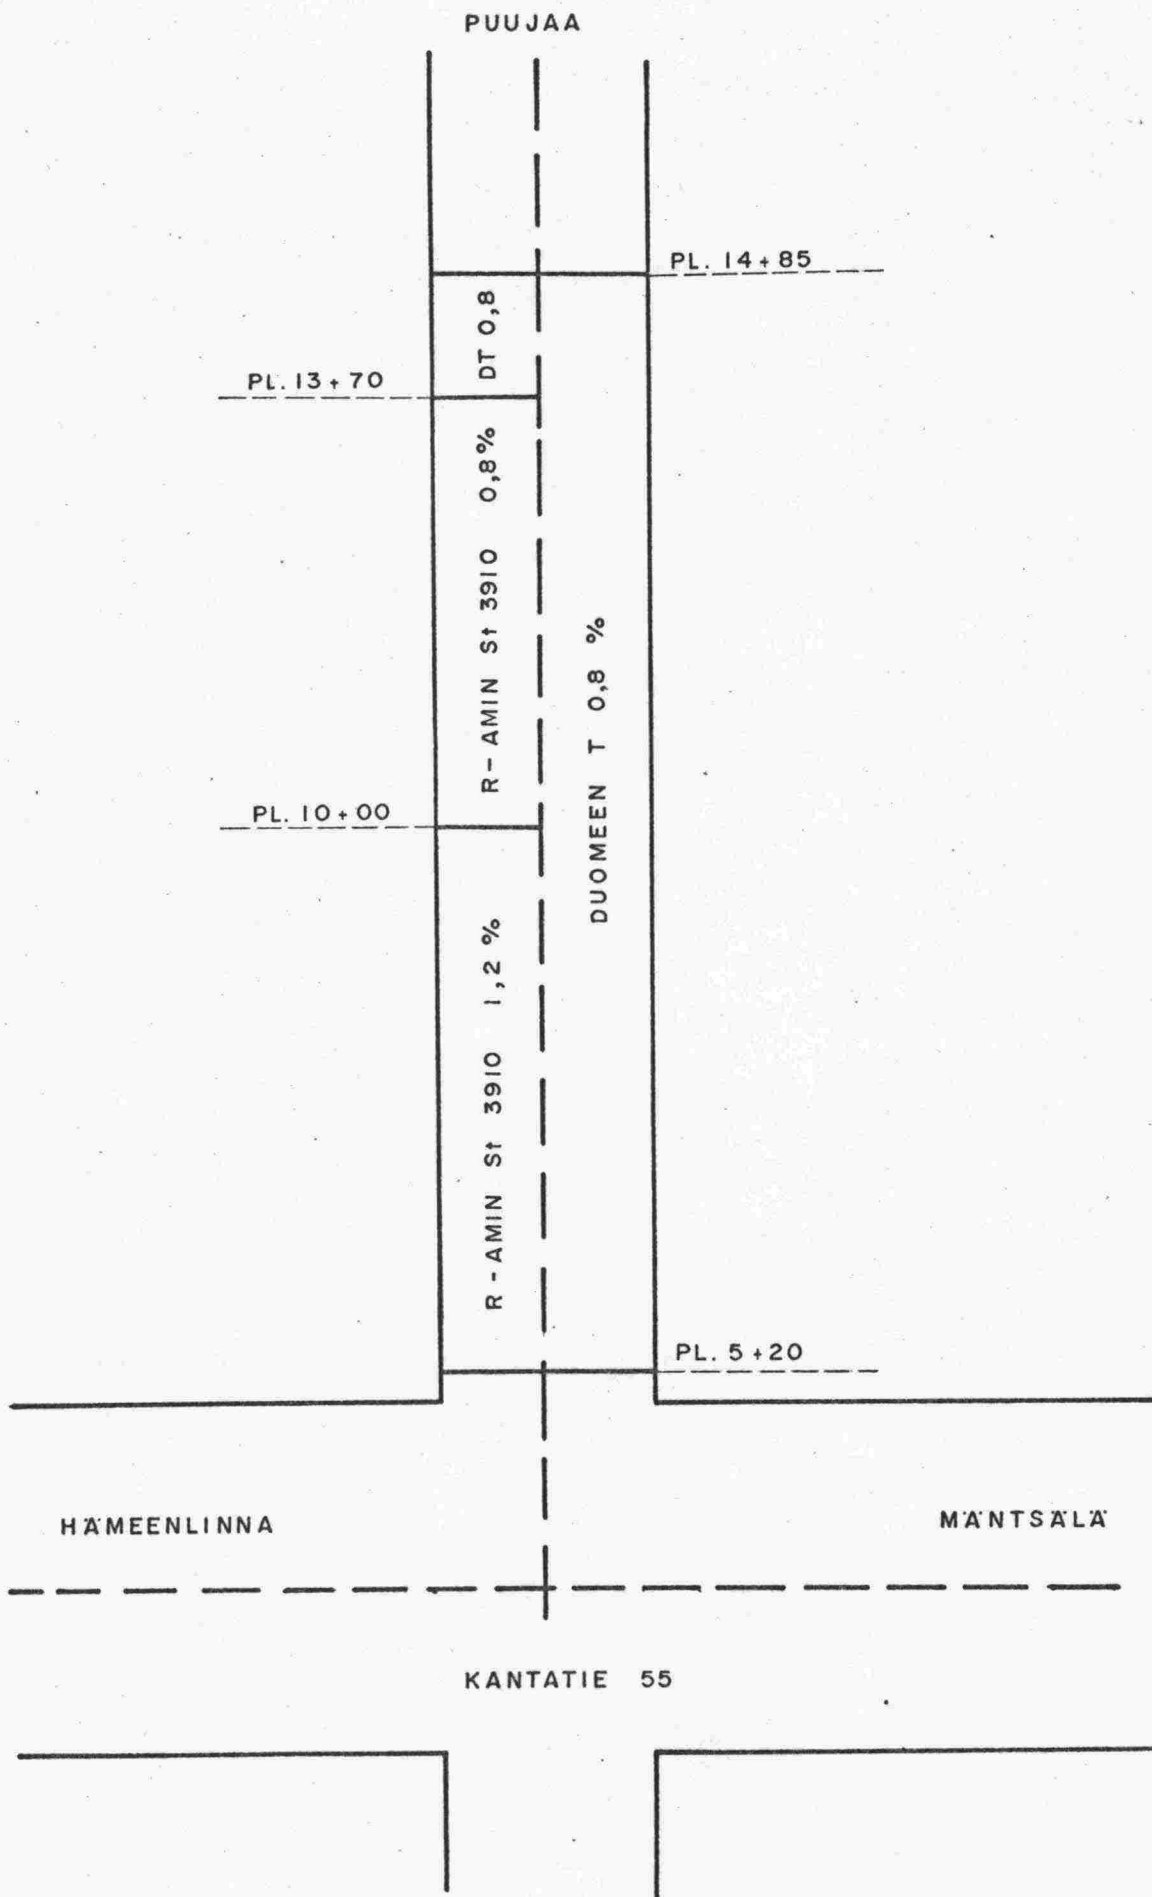 PUUJAA
PL. 14+85
DT 0,8
PL. 13+70
R-AMIN St 3910 0,8%
DUOMEEN T 0,8 %
PL. 10+00
R-AMIN St 3910 1,2 %
PL. 5+20
HÄMEENLINNA
MÄNTSÄLÄ
KANTATIE 55